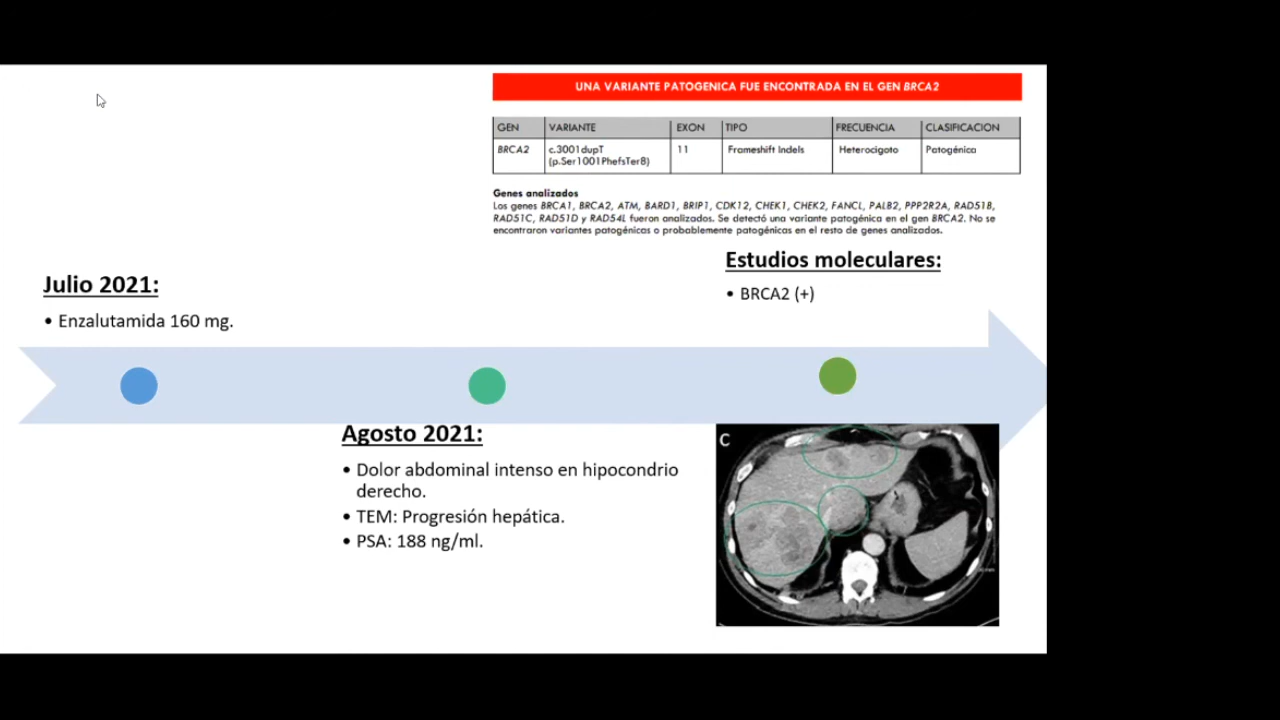 UNA VARIANTE PATOGENICA FUE ENCONTRADA EN EL GEN BRCA2
GEN VARIANTE EXON TIPO FRECUENCIA CLASIFICACION
BRCA2 c.3001dupT 11 Frameshift Indels Heterocigoto Patogénica
(p.Ser1001PhefsTer8)
Genes analizados
Los genes BRCA1, BRCA2, ATM, BARD1, BRIP1, CDK12, CHEK1, CHEK2, FANCL, PALB2, PPP2R2A, RAD51B,
RAD51C, RAD51D y RAD54L fueron analizados. Se detectó una variante patogénica en el gen BRCA2. No se
encontraron variantes patogénicas o probablemente patogénicas en el resto de genes analizados.
Estudios moleculares:
• BRCA2 (+)
Julio 2021:
• Enzalutamida 160 mg.
Agosto 2021:
• Dolor abdominal intenso en hipocondrio
derecho.
• TEM: Progresión hepática.
• PSA: 188 ng/ml.
C